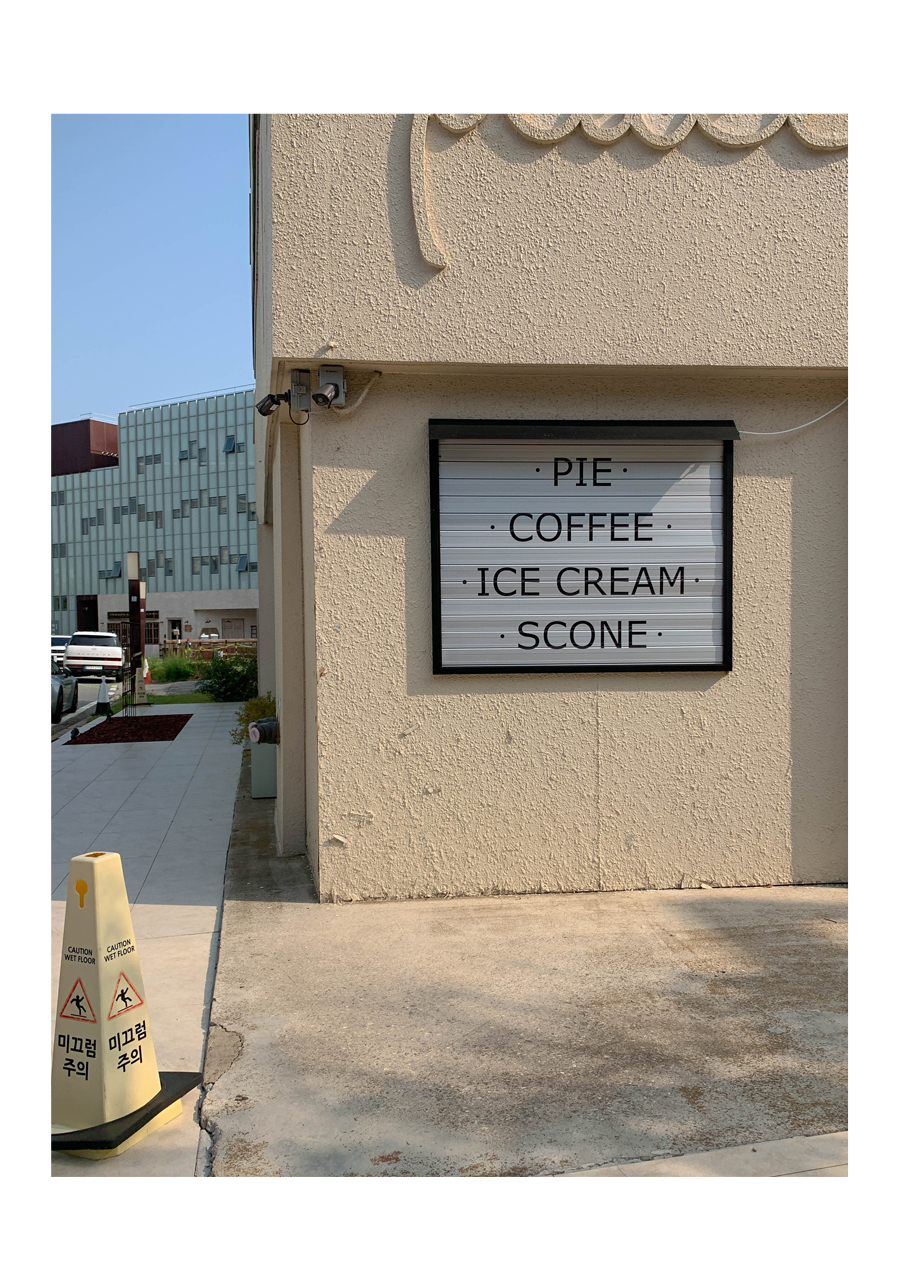 · PIE ·
· COFFEE ·
· ICE CREAM ·
· SCONE ·
CAUTION
WET FLOOR
미끄럼
주의
CAUTION
WET FLOOR
미끄럼
주의